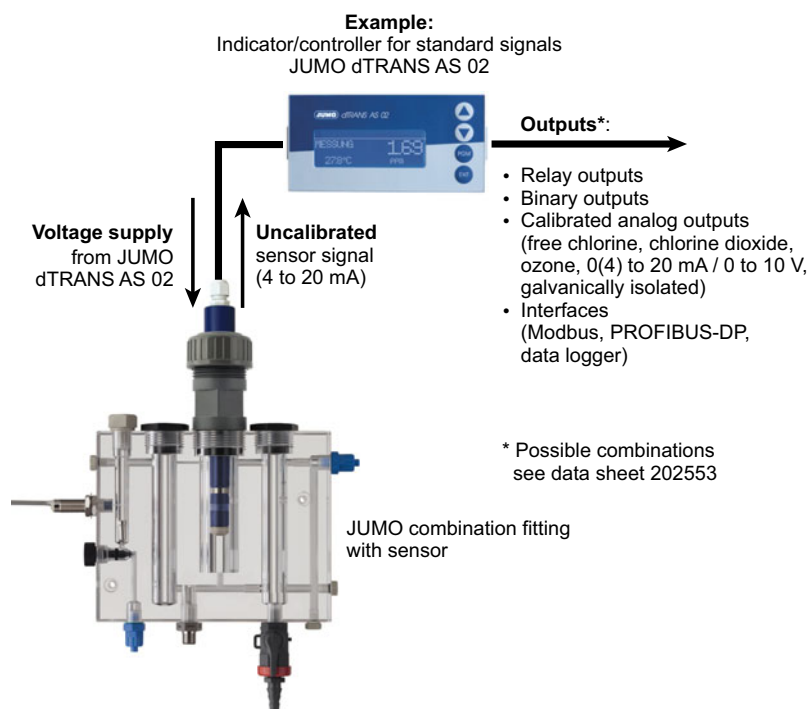 Example:
Indicator/controller for standard signals
JUMO dTRANS AS 02
JUMO dTRANS AS 02
MESSUNG 1.69
27.8°C PPM
PGM
EXIT
Outputs*:
• Relay outputs
• Binary outputs
• Calibrated analog outputs
(free chlorine, chlorine dioxide,
ozone, 0(4) to 20 mA / 0 to 10 V,
galvanically isolated)
• Interfaces
(Modbus, PROFIBUS-DP,
data logger)
Voltage supply
from JUMO
dTRANS AS 02
Uncalibrated
sensor signal
(4 to 20 mA)
* Possible combinations
see data sheet 202553
JUMO combination fitting
with sensor